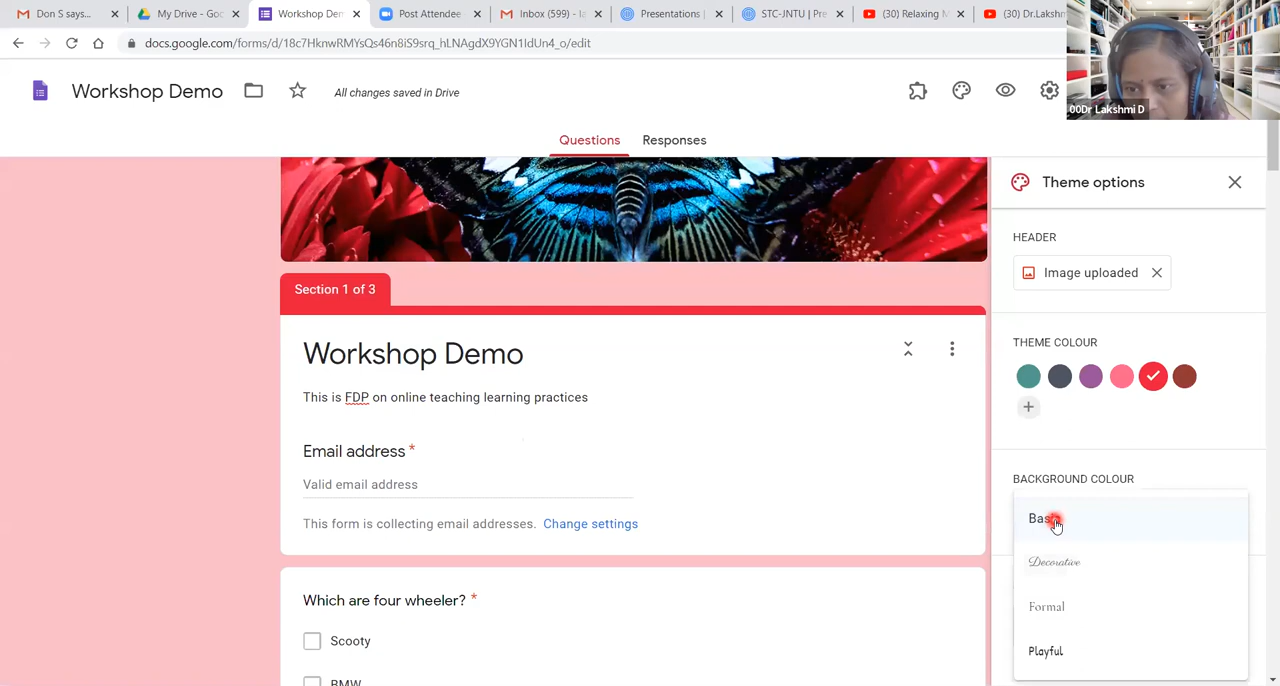 Don S says...
My Drive - Goo
Workshop Dem
Post Attendee
Inbox (599) - la
Presentations |
STC-JNTU | Pre
(30) Relaxing M
(30) Dr.Lakshm
docs.google.com/forms/d/18c7HknwRMYsQs46n8iS9srq_hLNAgdX9YGN1IdUn4_o/edit
Workshop Demo
All changes saved in Drive
00Dr Lakshmi D
Questions
Responses
Theme options
HEADER
Image uploaded
Section 1 of 3
THEME COLOUR
Workshop Demo
This is FDP on online teaching learning practices
Email address *
Valid email address
This form is collecting email addresses. Change settings
BACKGROUND COLOUR
Decorative
Formal
Playful
Which are four wheeler? *
Scooty
BMW